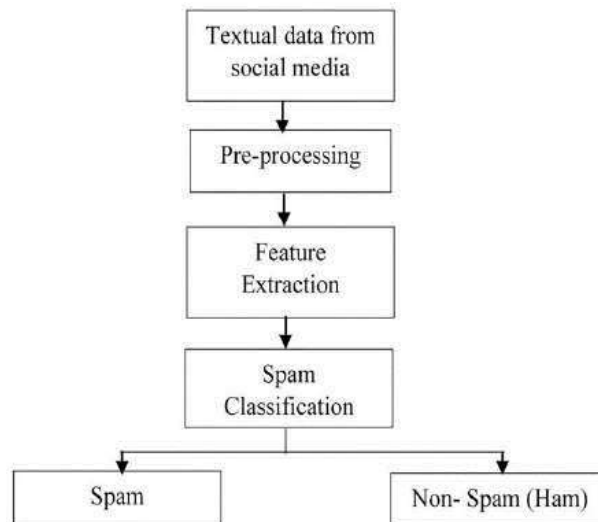 Textual data from
social media
Pre-processing
Feature
Extraction
Spam
Classification
Spam
Non- Spam (Ham)